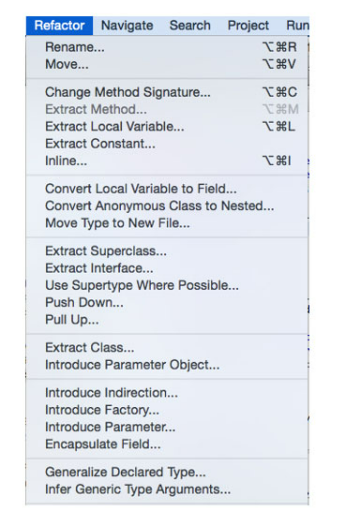 Refactor Navigate Search Project Run
Rename... ⌥⌘R
Move... ⌥⌘V
Change Method Signature... ⌥⌘C
Extract Method... ⌥⌘M
Extract Local Variable... ⌥⌘L
Extract Constant...
Inline... ⌥⌘I
Convert Local Variable to Field...
Convert Anonymous Class to Nested...
Move Type to New File...
Extract Superclass...
Extract Interface...
Use Supertype Where Possible...
Push Down...
Pull Up...
Extract Class...
Introduce Parameter Object...
Introduce Indirection...
Introduce Factory...
Introduce Parameter...
Encapsulate Field...
Generalize Declared Type...
Infer Generic Type Arguments...